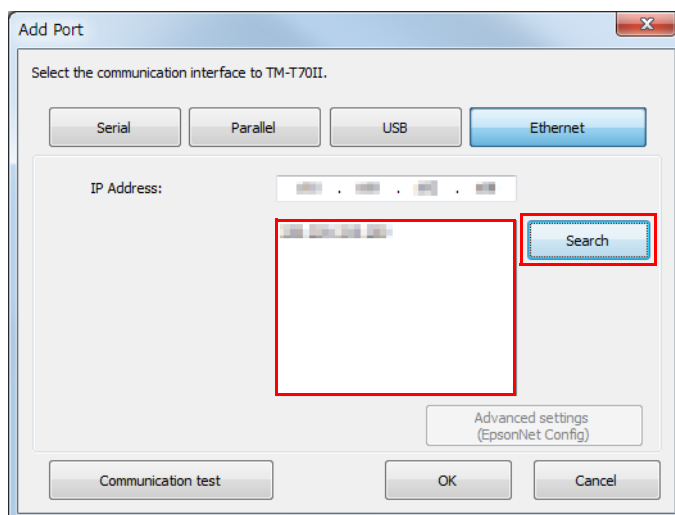 Add Port
Select the communication interface to TM-T70II.
Serial Parallel USB Ethernet
IP Address:
Search
Advanced settings
(EpsonNet Config)
Communication test OK Cancel